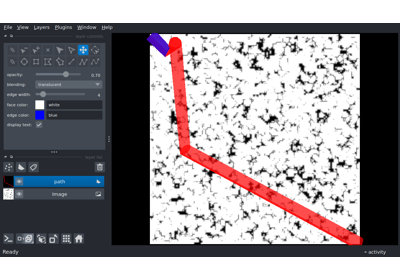 File View Layers Plugins Window Help
opacity: 0.70
blending: translucent
edge width:
face color: white
edge color: blue
display text:
path
Image
Ready
activity